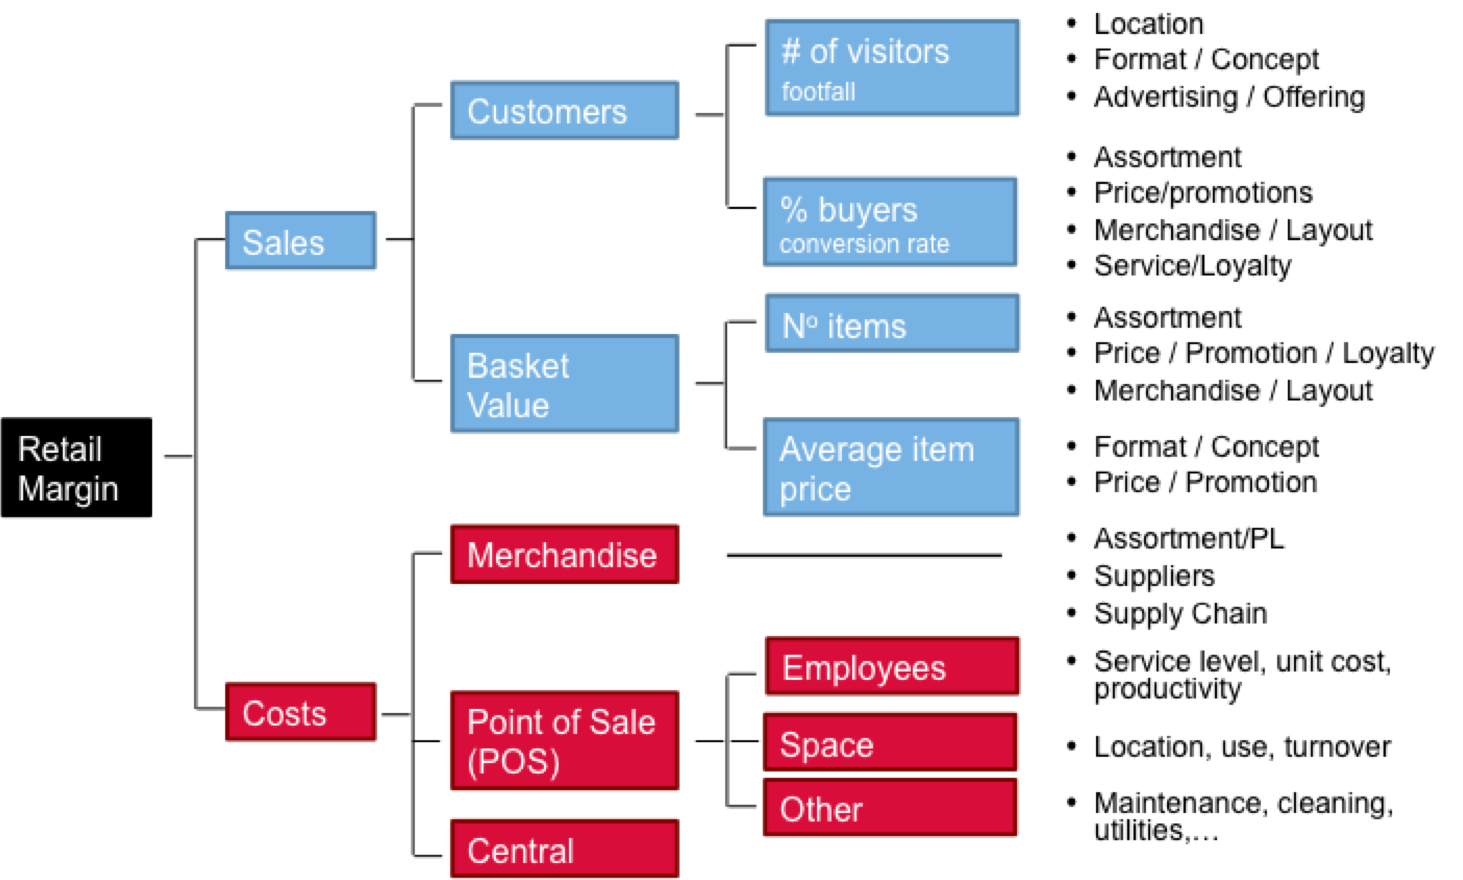 Retail
Margin
Sales
Customers
# of visitors
footfall
• Location
• Format / Concept
• Advertising / Offering
% buyers
conversion rate
• Assortment
• Price/promotions
• Merchandise / Layout
• Service/Loyalty
Basket
Value
Nº items
• Assortment
• Price / Promotion / Loyalty
• Merchandise / Layout
Average item
price
• Format / Concept
• Price / Promotion
Costs
Merchandise
• Assortment/PL
• Suppliers
• Supply Chain
Point of Sale
(POS)
Employees
• Service level, unit cost,
productivity
Space
• Location, use, turnover
Other
• Maintenance, cleaning,
utilities,...
Central